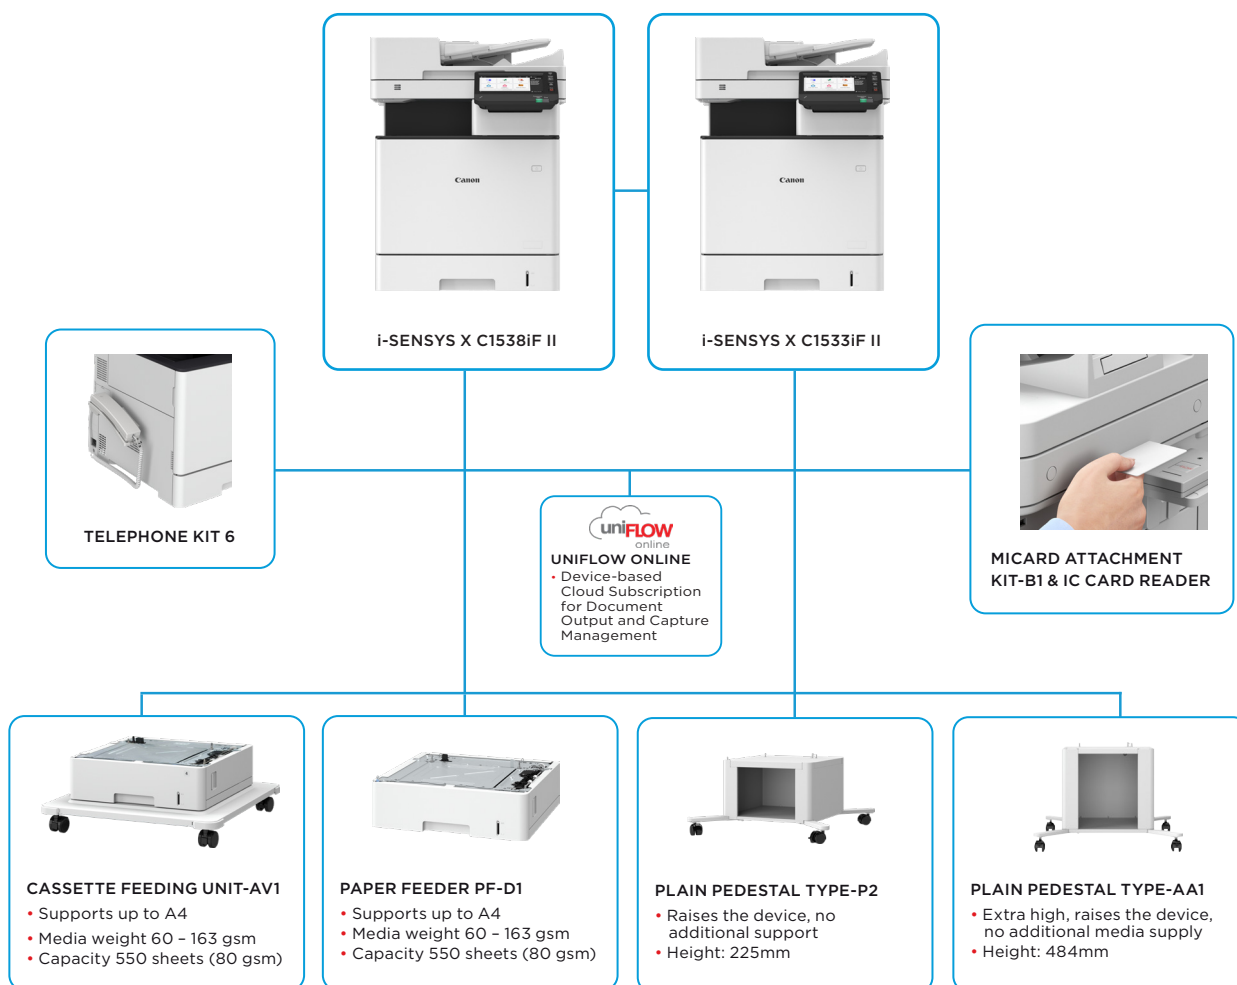 Canon
Canon
i-SENSYS X C1538iF II
i-SENSYS X C1533iF II
TELEPHONE KIT 6
uniFLOW
online
UNIFLOW ONLINE
• Device-based
Cloud Subscription
for Document
Output and Capture
Management
MICARD ATTACHMENT
KIT-B1 & IC CARD READER
CASSETTE FEEDING UNIT-AV1
• Supports up to A4
• Media weight 60 – 163 gsm
• Capacity 550 sheets (80 gsm)
PAPER FEEDER PF-D1
• Supports up to A4
• Media weight 60 – 163 gsm
• Capacity 550 sheets (80 gsm)
PLAIN PEDESTAL TYPE-P2
• Raises the device, no
additional support
• Height: 225mm
PLAIN PEDESTAL TYPE-AA1
• Extra high, raises the device,
no additional media supply
• Height: 484mm